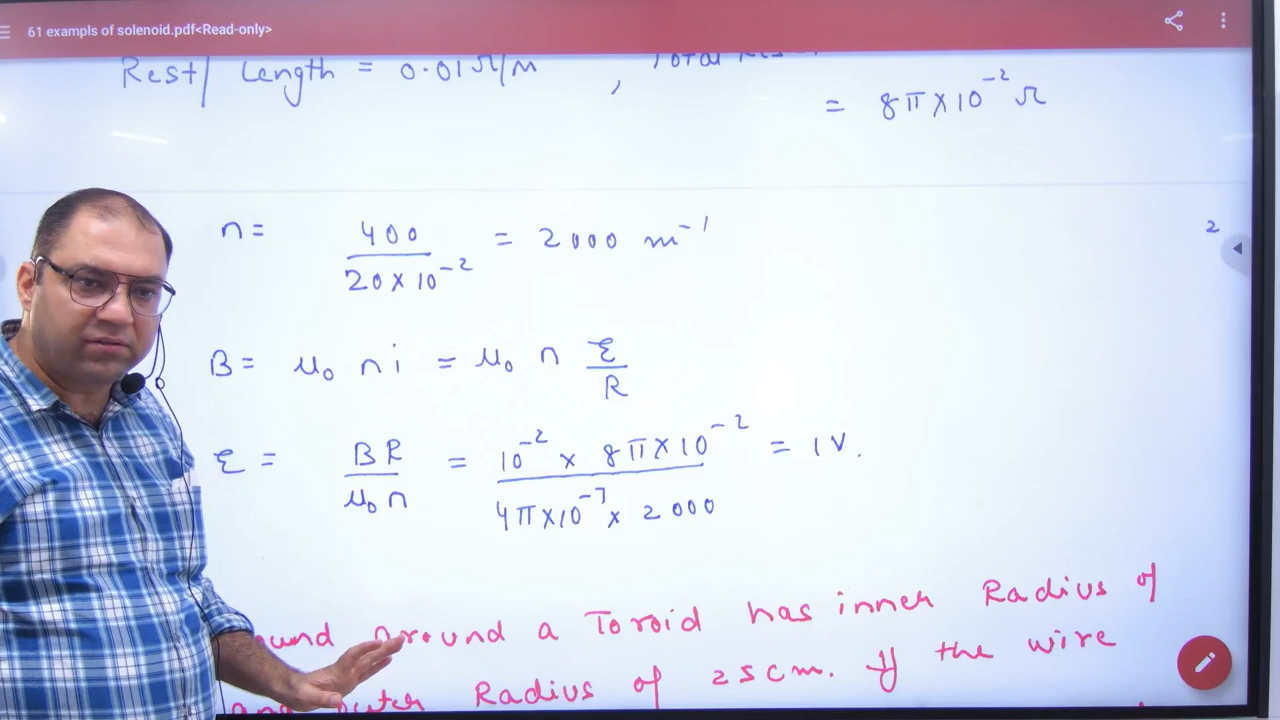 61 exampls of solenoid.pdf<Read-only>
Rest/ Length = 0.01Ω/m ,
= 8π×10⁻² Ω
n = 400 / 20×10⁻² = 2000 m⁻¹
2
B = μ₀ n i = μ₀ n ε/R
ε = BR / μ₀ n = 10⁻² × 8π×10⁻² / 4π×10⁻⁷ × 2000 = 1V.
around a Toroid has inner Radius of
outer Radius of 25cm. If the wire